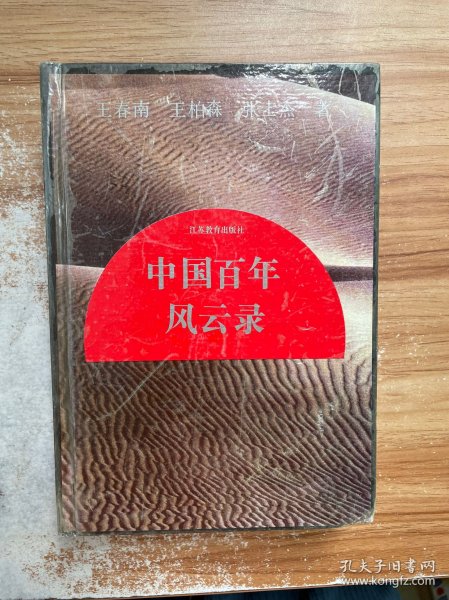 王春南 王柏森 张士杰 著
江苏教育出版社
中国百年
风云录
孔夫子旧书网
www.kongfz.com